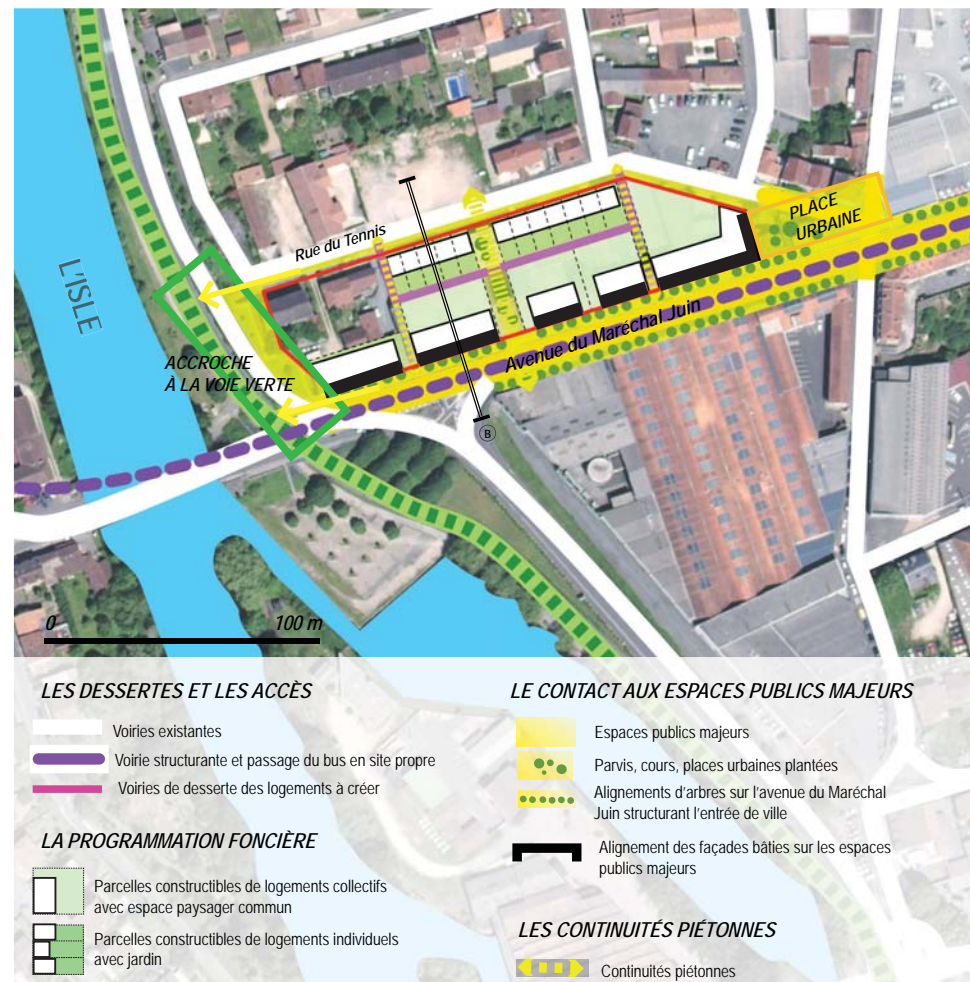 L'ISLE
Rue du Tennis
PLACE
URBAINE
Avenue du Maréchal Juin
ACCROCHE
À LA VOIE VERTE
B
0 100 m
LES DESSERTES ET LES ACCÈS
Voiries existantes
Voirie structurante et passage du bus en site propre
Voiries de desserte des logements à créer
LA PROGRAMMATION FONCIÈRE
Parcelles constructibles de logements collectifs
avec espace paysager commun
Parcelles constructibles de logements individuels
avec jardin
LE CONTACT AUX ESPACES PUBLICS MAJEURS
Espaces publics majeurs
Parvis, cours, places urbaines plantées
Alignements d'arbres sur l'avenue du Maréchal
Juin structurant l'entrée de ville
Alignement des façades bâties sur les espaces
publics majeurs
LES CONTINUITÉS PIÉTONNES
Continuités piétonnes